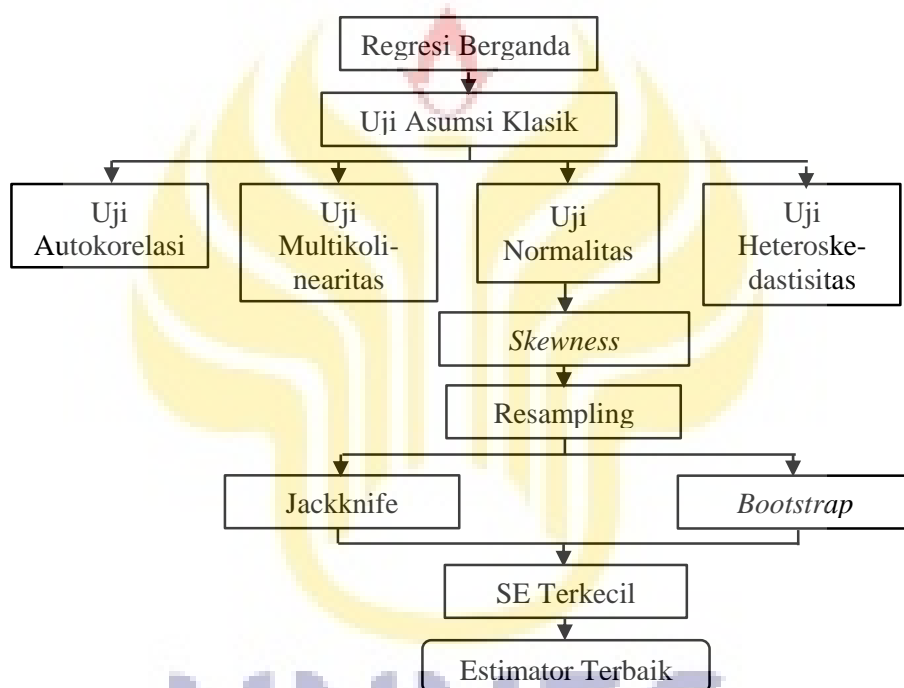 Regresi Berganda
Uji Asumsi Klasik
Uji
Autokorelasi
Uji
Multikoli-
nearitas
Uji
Normalitas
Uji
Heteroske-
dastisitas
Skewness
Resampling
Jackknife
Bootstrap
SE Terkecil
Estimator Terbaik